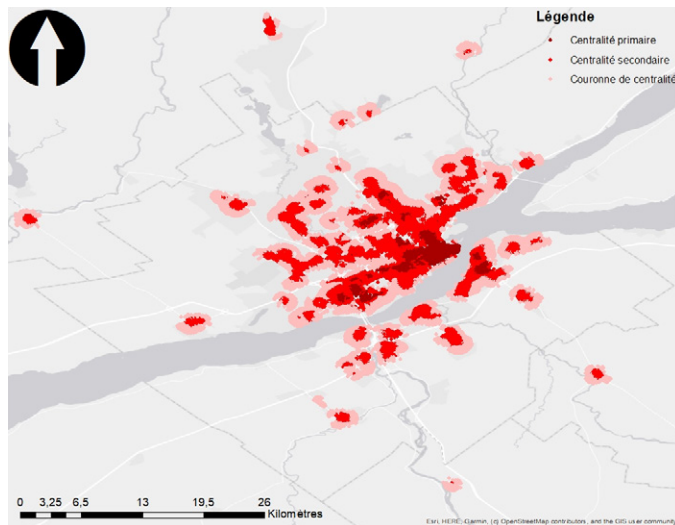 Légende
Centralité primaire
Centralité secondaire
Couronne de centralité
0 3,25 6,5 13 19,5 26
Kilomètres
Esri, HERE, Garmin, (c) OpenStreetMap contributors, and the GIS user community